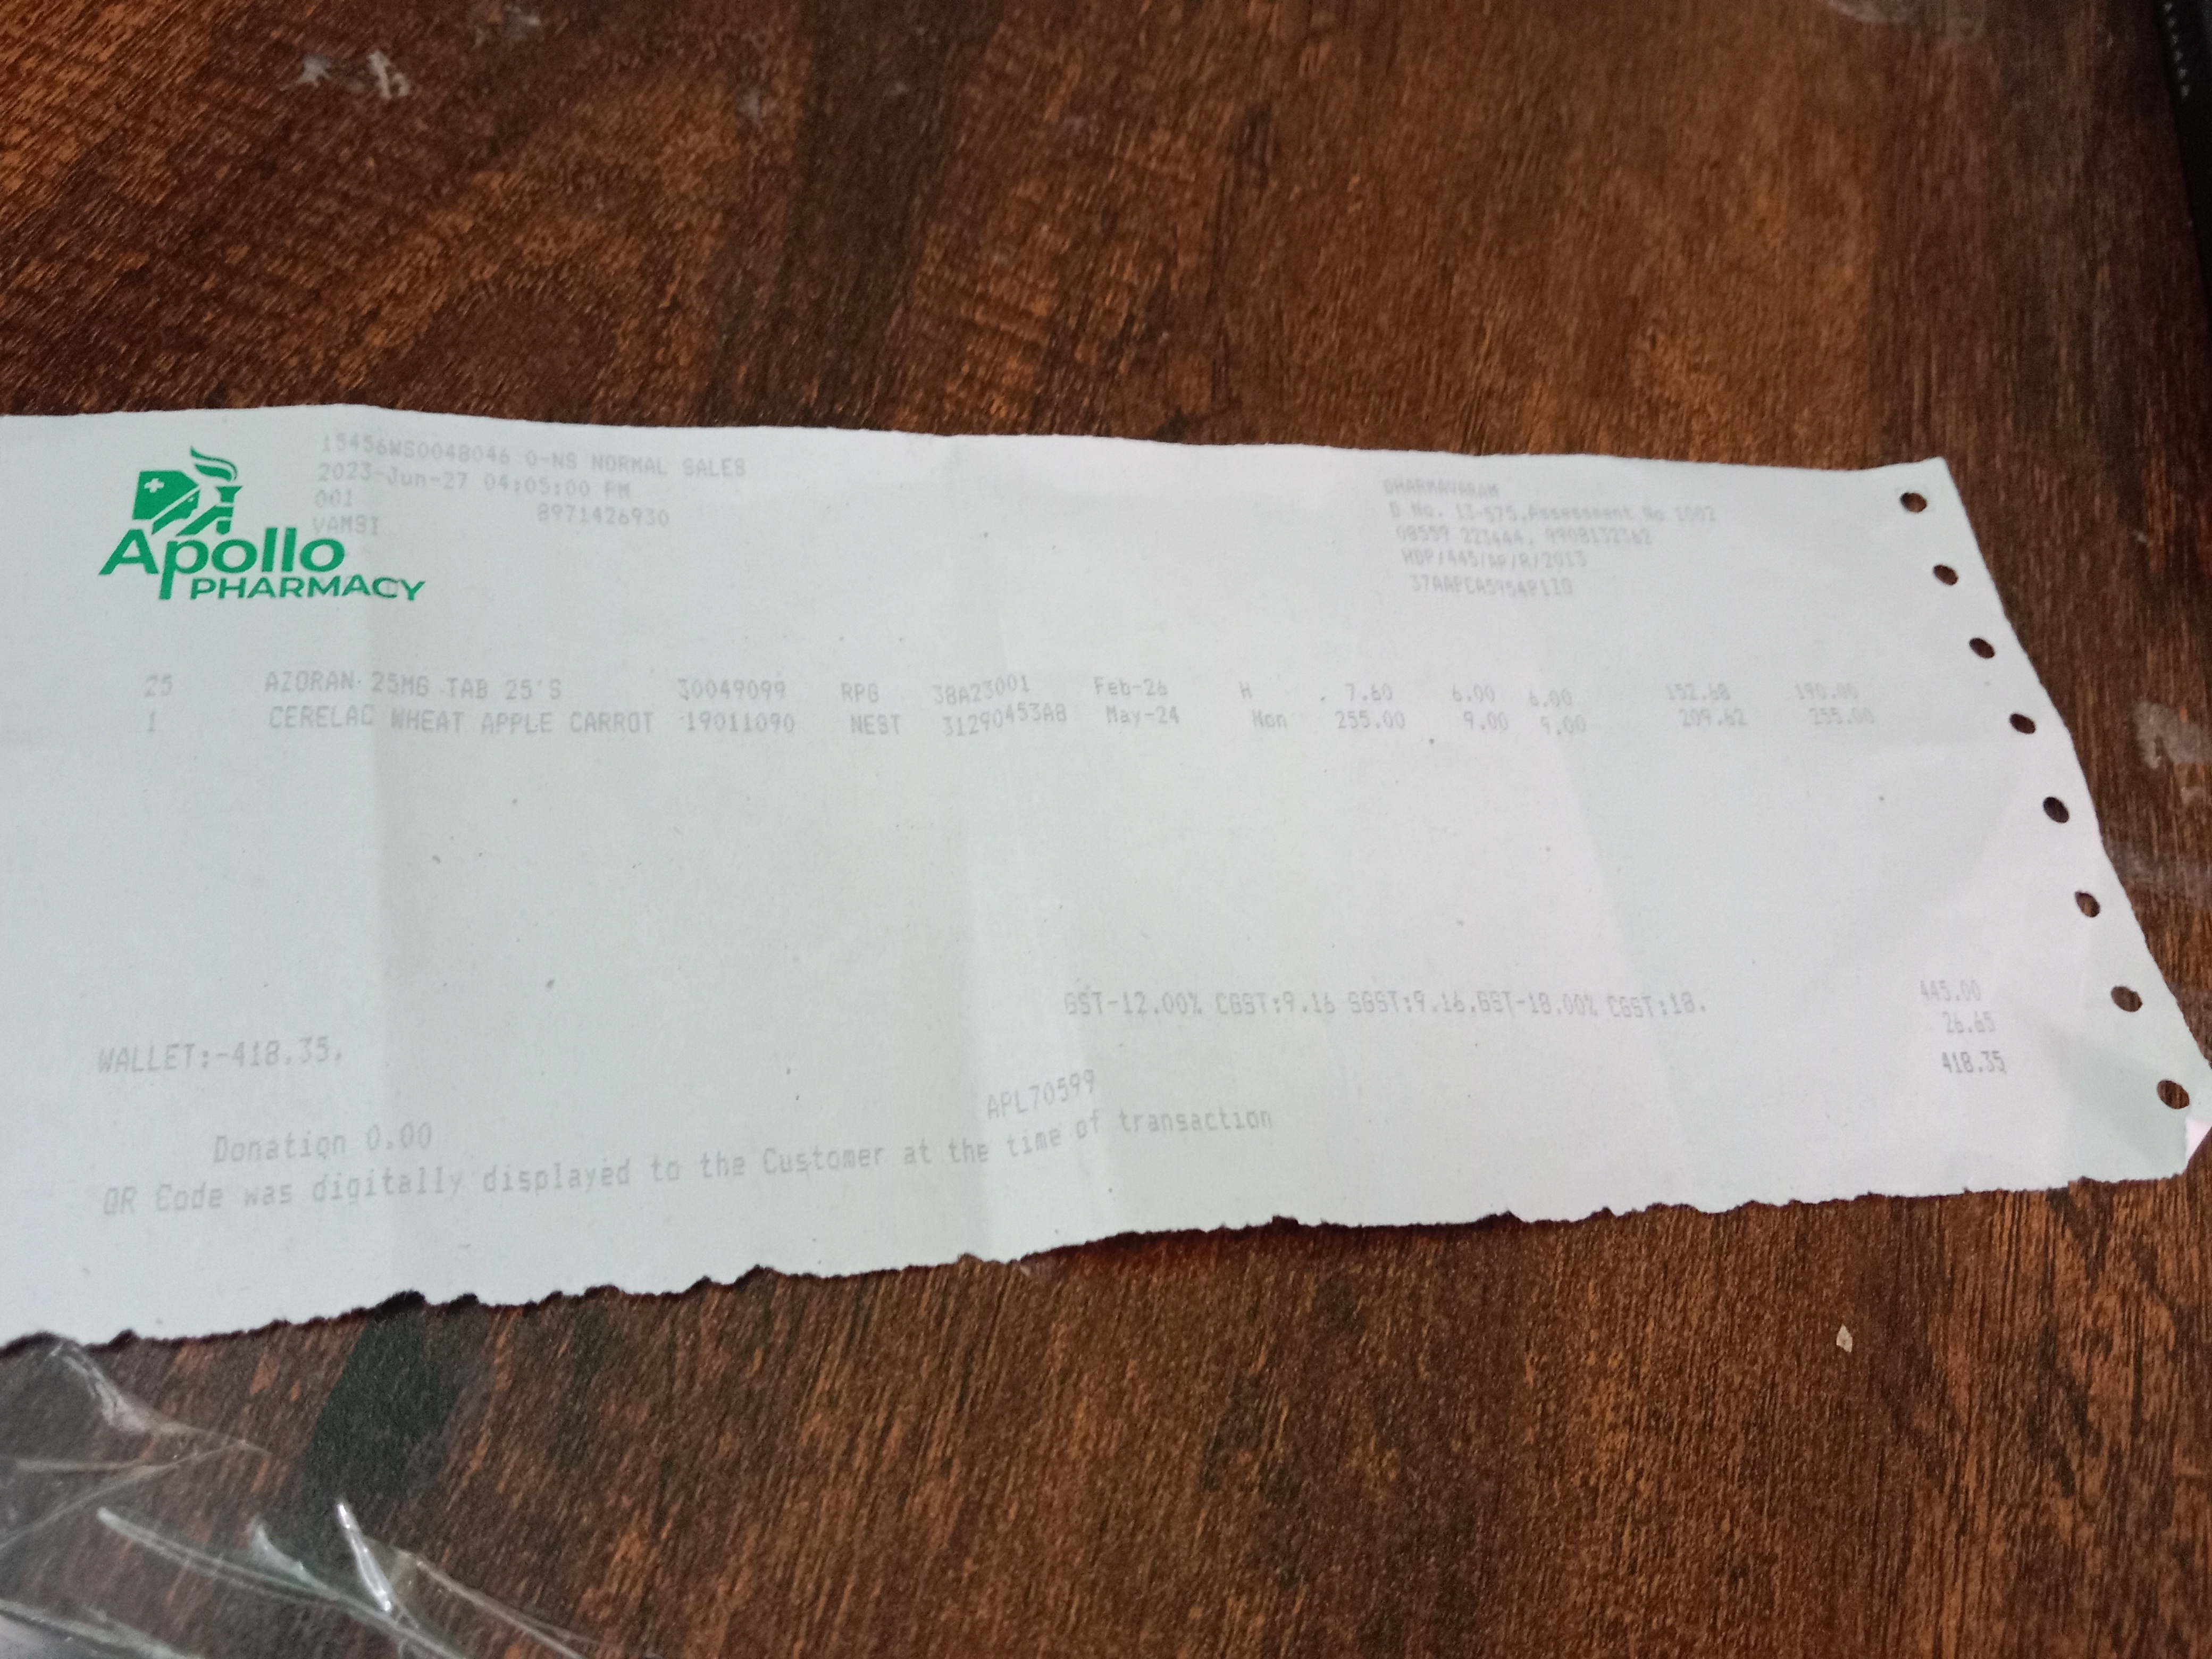 Apollo
PHARMACY
15456WS0048046 O-NS NORMAL SALES
2023-Jun-27 04:05:00 PM
001
VAMSI 8971426930
DHARMAVARAM
D No. 13-575,Assessment No 1002
08559 223444, 9908132362
HDP/445/AP/R/2013
37AAPCA5954P1Z0
25 AZORAN 25MG TAB 25'S 30049099 RPG 38A23001 Feb-26 H 7.60 6.00 6.00 152.68 190.00
1 CERELAC WHEAT APPLE CARROT 19011090 NEST 31290453A8 May-24 Non 255.00 9.00 9.00 209.62 255.00
GST-12.00% CGST:9.16 SGST:9.16,GST-18.00% CGST:18. 445.00
26.65
WALLET:-418.35, 418.35
APL70599
Donation 0.00
QR Code was digitally displayed to the Customer at the time of transaction